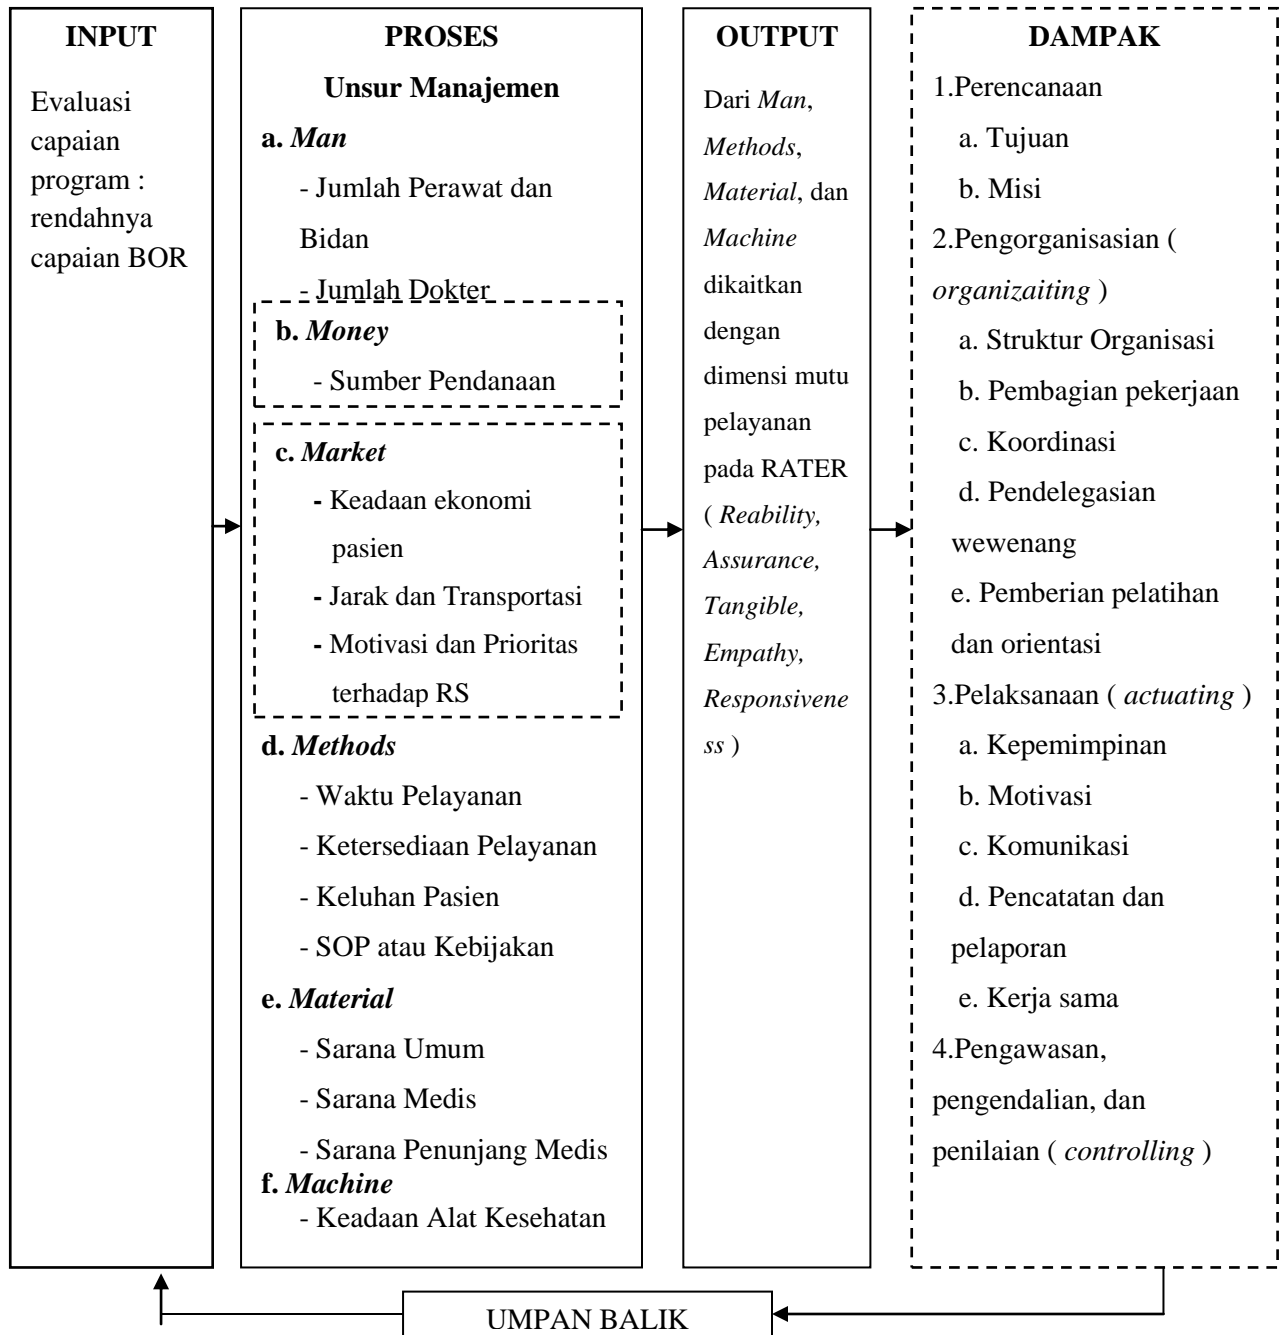 INPUT
Evaluasi
capaian
program :
rendahnya
capaian BOR
PROSES
Unsur Manajemen
a. Man
- Jumlah Perawat dan
Bidan
- Jumlah Dokter
b. Money
- Sumber Pendanaan
c. Market
- Keadaan ekonomi
pasien
- Jarak dan Transportasi
- Motivasi dan Prioritas
terhadap RS
d. Methods
- Waktu Pelayanan
- Ketersediaan Pelayanan
- Keluhan Pasien
- SOP atau Kebijakan
e. Material
- Sarana Umum
- Sarana Medis
- Sarana Penunjang Medis
f. Machine
- Keadaan Alat Kesehatan
OUTPUT
Dari Man,
Methods,
Material, dan
Machine
dikaitkan
dengan
dimensi mutu
pelayanan
pada RATER
( Reability,
Assurance,
Tangible,
Empathy,
Responsivene
ss )
DAMPAK
1.Perencanaan
a. Tujuan
b. Misi
2.Pengorganisasian (
organizaiting )
a. Struktur Organisasi
b. Pembagian pekerjaan
c. Koordinasi
d. Pendelegasian
wewenang
e. Pemberian pelatihan
dan orientasi
3.Pelaksanaan ( actuating )
a. Kepemimpinan
b. Motivasi
c. Komunikasi
d. Pencatatan dan
pelaporan
e. Kerja sama
4.Pengawasan,
pengendalian, dan
penilaian ( controlling )
UMPAN BALIK